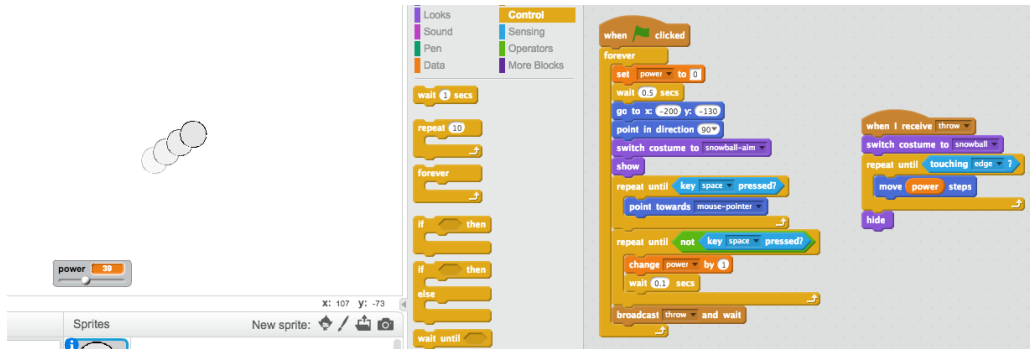 power 39
x: 107 y: -73
Sprites
New sprite:
Looks
Control
Sound
Sensing
Pen
Operators
Data
More Blocks
wait 1 secs
repeat 10
forever
if then
if then
else
wait until
when clicked
forever
set power to 0
wait 0.5 secs
go to x: -200 y: -130
point in direction 90
switch costume to snowball-aim
show
repeat until key space pressed?
point towards mouse-pointer
repeat until not key space pressed?
change power by 1
wait 0.1 secs
broadcast throw and wait
when I receive throw
switch costume to snowball
repeat until touching edge ?
move power steps
hide